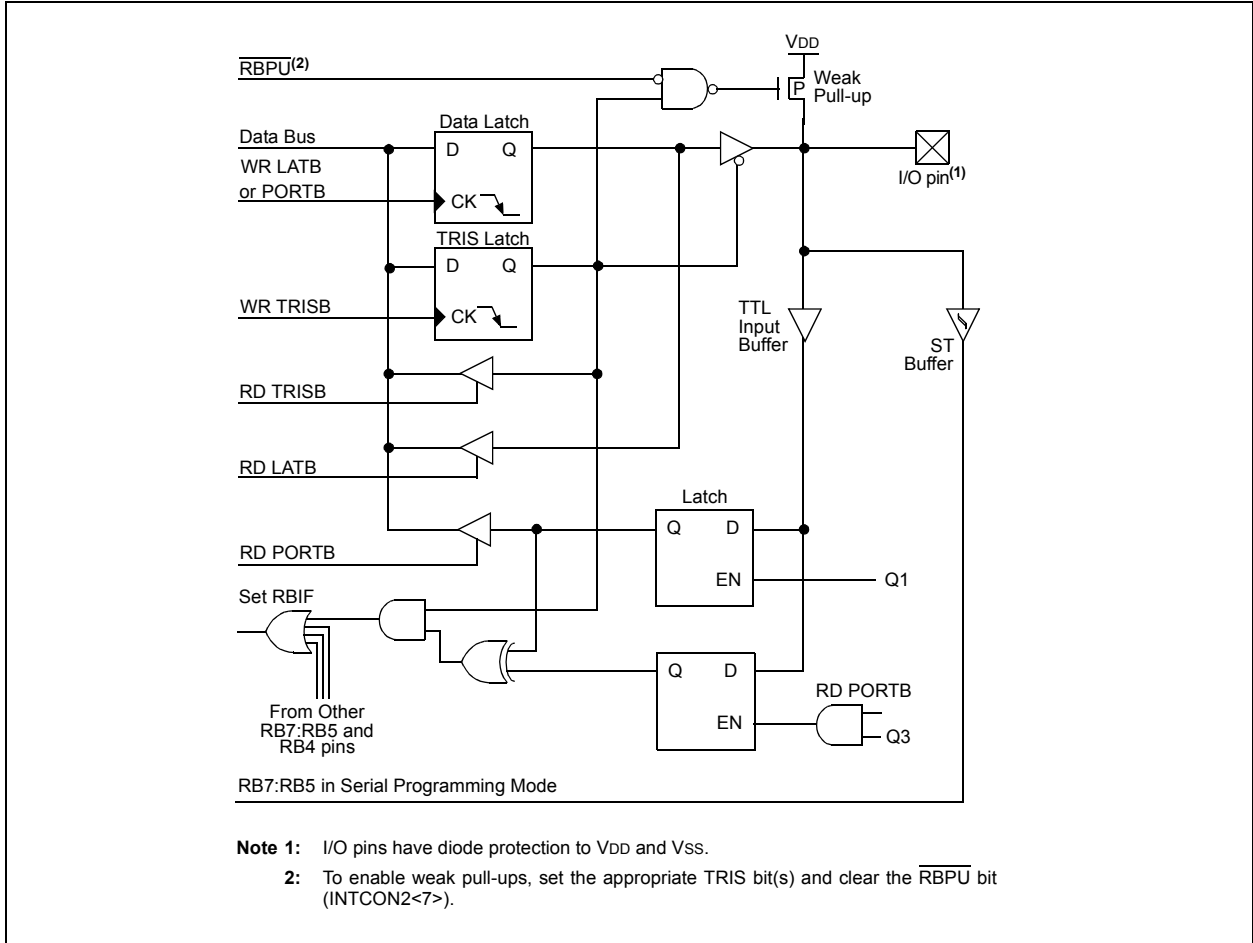 VDD
RBPU(2)
Weak
P
Pull-up
Data Latch
Data Bus
D Q
WR LATB
or PORTB
I/O pin(1)
CK
TRIS Latch
D Q
WR TRISB
CK
TTL
Input
Buffer
ST
Buffer
RD TRISB
RD LATB
Latch
Q D
RD PORTB
EN
Q1
Set RBIF
Q D
RD PORTB
EN
Q3
From Other
RB7:RB5 and
RB4 pins
RB7:RB5 in Serial Programming Mode
Note 1: I/O pins have diode protection to VDD and VSS.
2: To enable weak pull-ups, set the appropriate TRIS bit(s) and clear the RBPU bit
(INTCON2<7>).